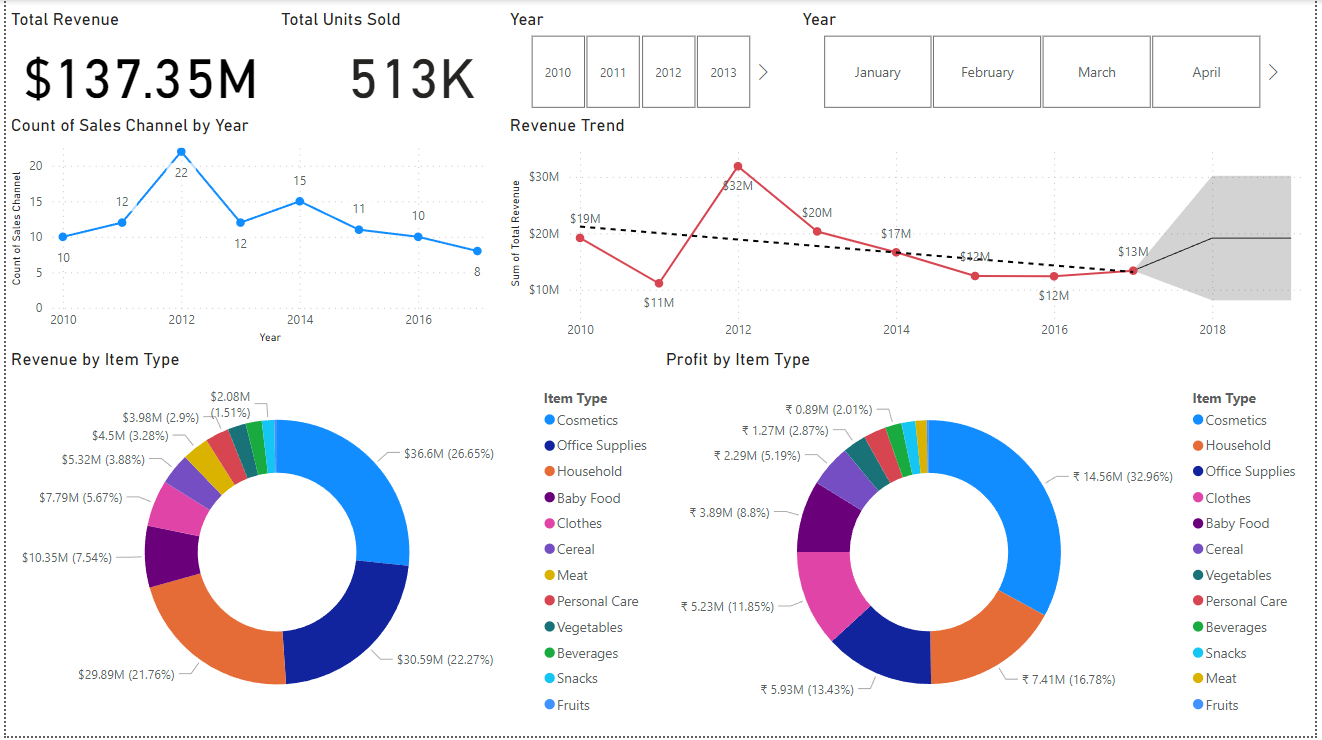 Total Revenue
$137.35M
Total Units Sold
513K
Year
2010
2011
2012
2013
Year
January
February
March
April
Count of Sales Channel by Year
Count of Sales Channel
20
15
10
5
0
10
12
22
12
15
11
10
8
2010
2012
2014
2016
Year
Revenue Trend
Sum of Total Revenue
$30M
$20M
$10M
$19M
$11M
$32M
$20M
$17M
$12M
$12M
$13M
2010
2012
2014
2016
2018
Revenue by Item Type
$2.08M
(1.51%)
$3.98M (2.9%)
$4.5M (3.28%)
$5.32M (3.88%)
$7.79M (5.67%)
$10.35M (7.54%)
$29.89M (21.76%)
$36.6M (26.65%)
$30.59M (22.27%)
Item Type
Cosmetics
Office Supplies
Household
Baby Food
Clothes
Cereal
Meat
Personal Care
Vegetables
Beverages
Snacks
Fruits
Profit by Item Type
₹ 0.89M (2.01%)
₹ 1.27M (2.87%)
₹ 2.29M (5.19%)
₹ 3.89M (8.8%)
₹ 5.23M (11.85%)
₹ 5.93M (13.43%)
₹ 14.56M (32.96%)
₹ 7.41M (16.78%)
Item Type
Cosmetics
Household
Office Supplies
Clothes
Baby Food
Cereal
Vegetables
Personal Care
Beverages
Snacks
Meat
Fruits